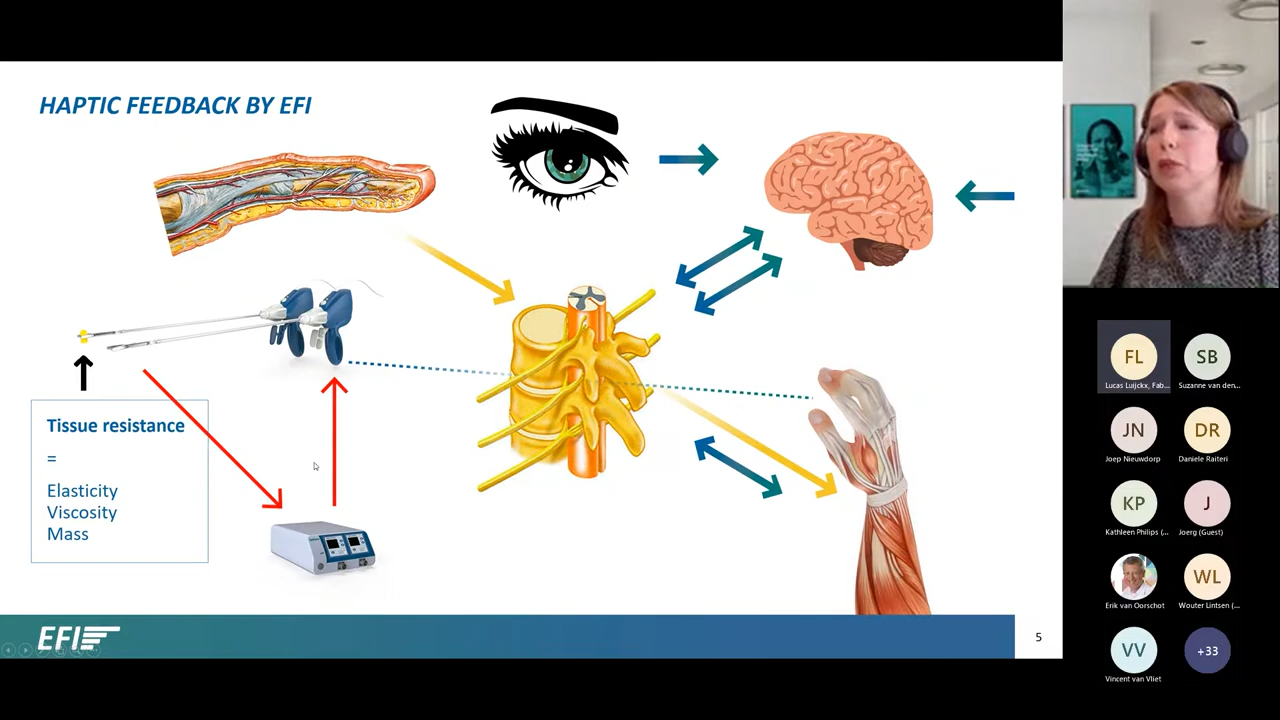 HAPTIC FEEDBACK BY EFI
Tissue resistance
=
Elasticity
Viscosity
Mass
EFI
5
FL
Lucas Luijckx, Fab...
SB
Suzanne van den...
JN
Joep Nieuwdorp
DR
Daniele Raiteri
KP
Kathleen Philips (...
J
Joerg (Guest)
Erik van Oorschot
WL
Wouter Lintsen (...
VV
Vincent van Vliet
+33